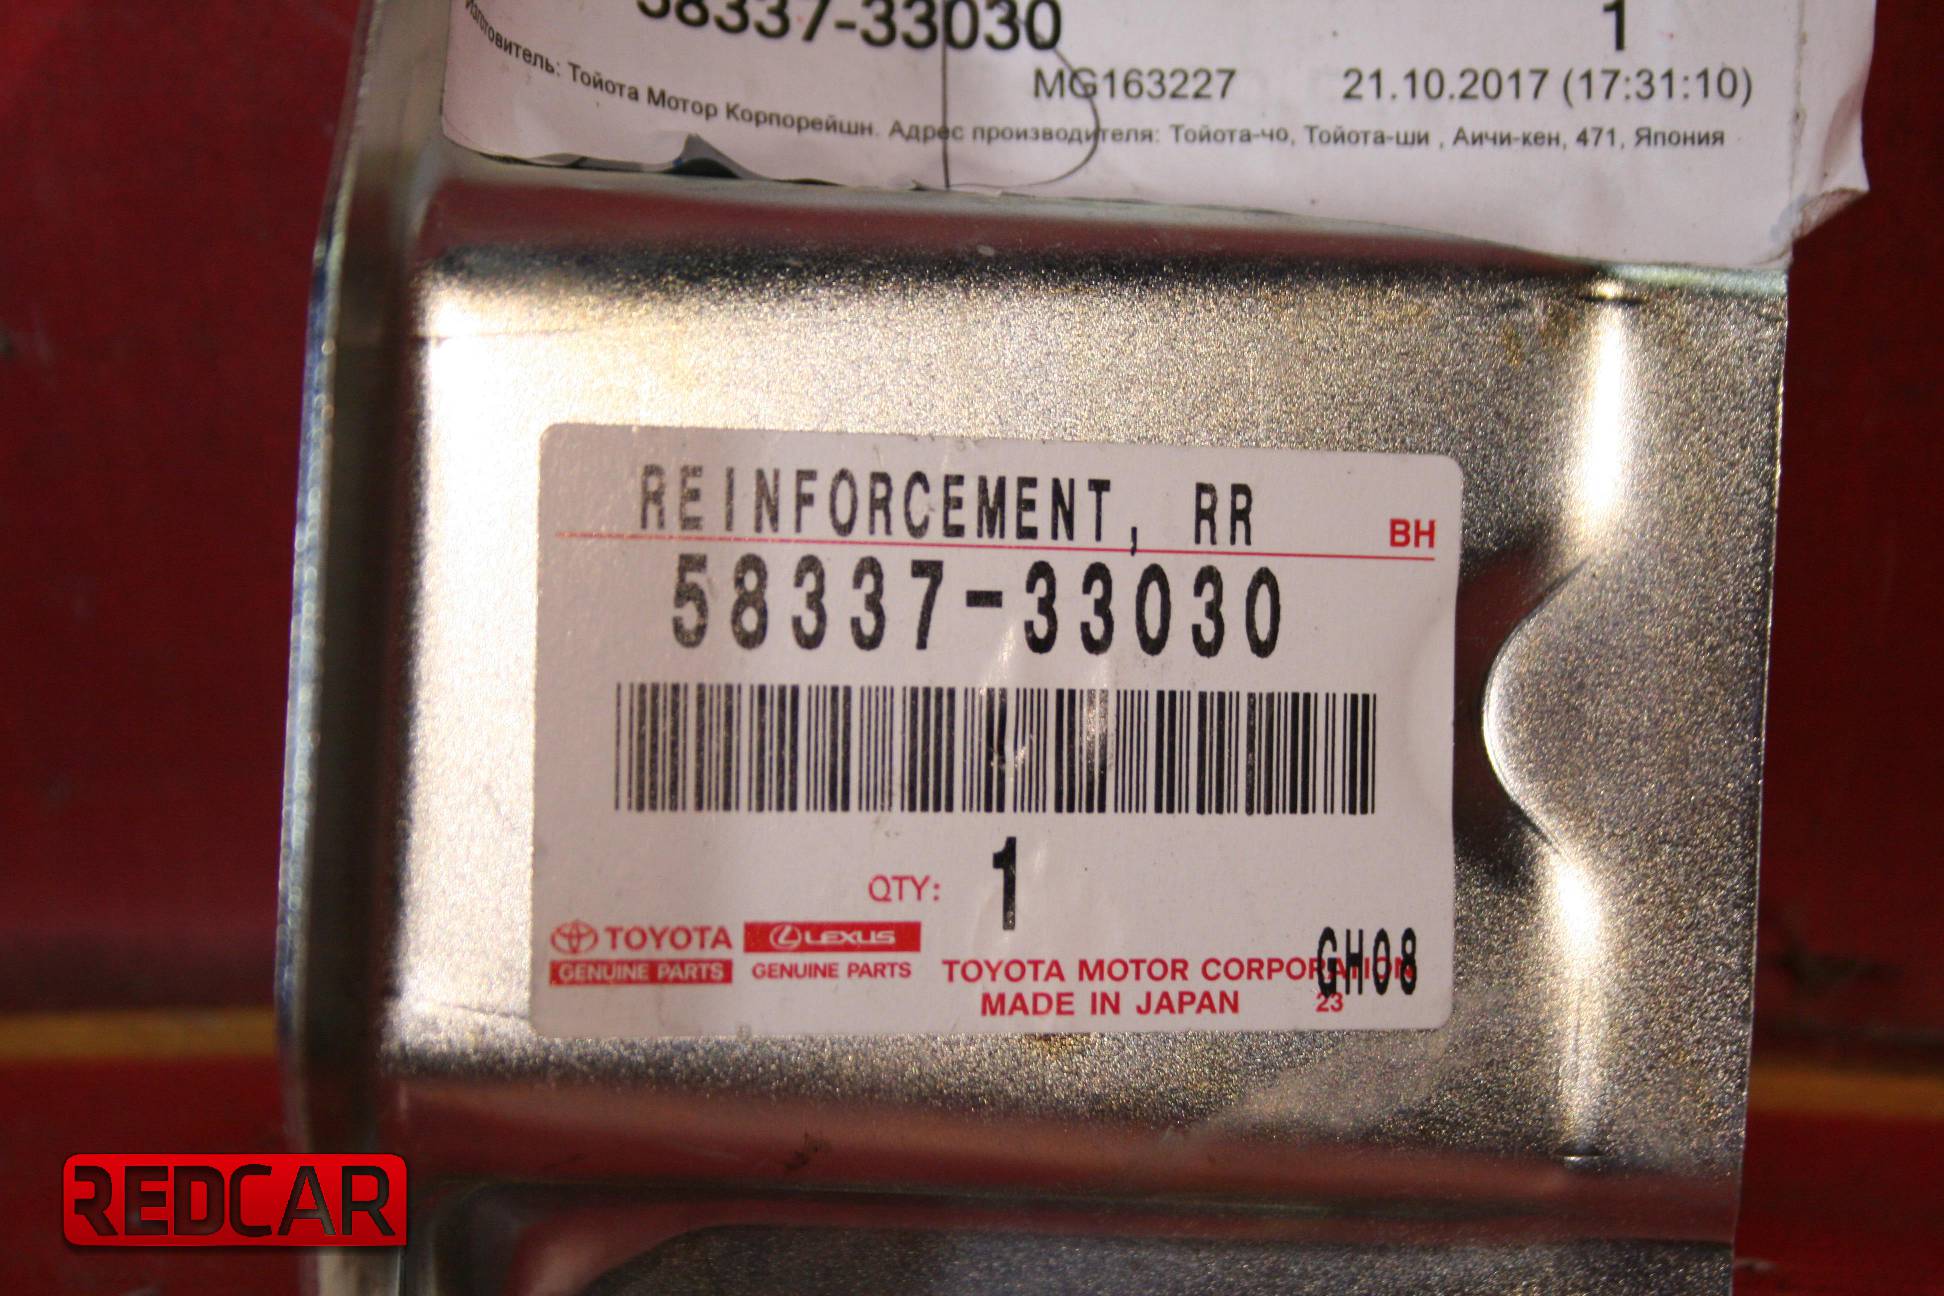 58337-33030 1
MG163227 21.10.2017 (17:31:10)
Изготовитель: Тойота Мотор Корпорейшн. Адрес производителя: Тойота-чо, Тойота-ши , Аичи-кен, 471, Япония
REINFORCEMENT, RR
BH
58337-33030
QTY: 1
TOYOTA LEXUS
GENUINE PARTS GENUINE PARTS
TOYOTA MOTOR CORPORATION
GH08
MADE IN JAPAN 23
REDCAR